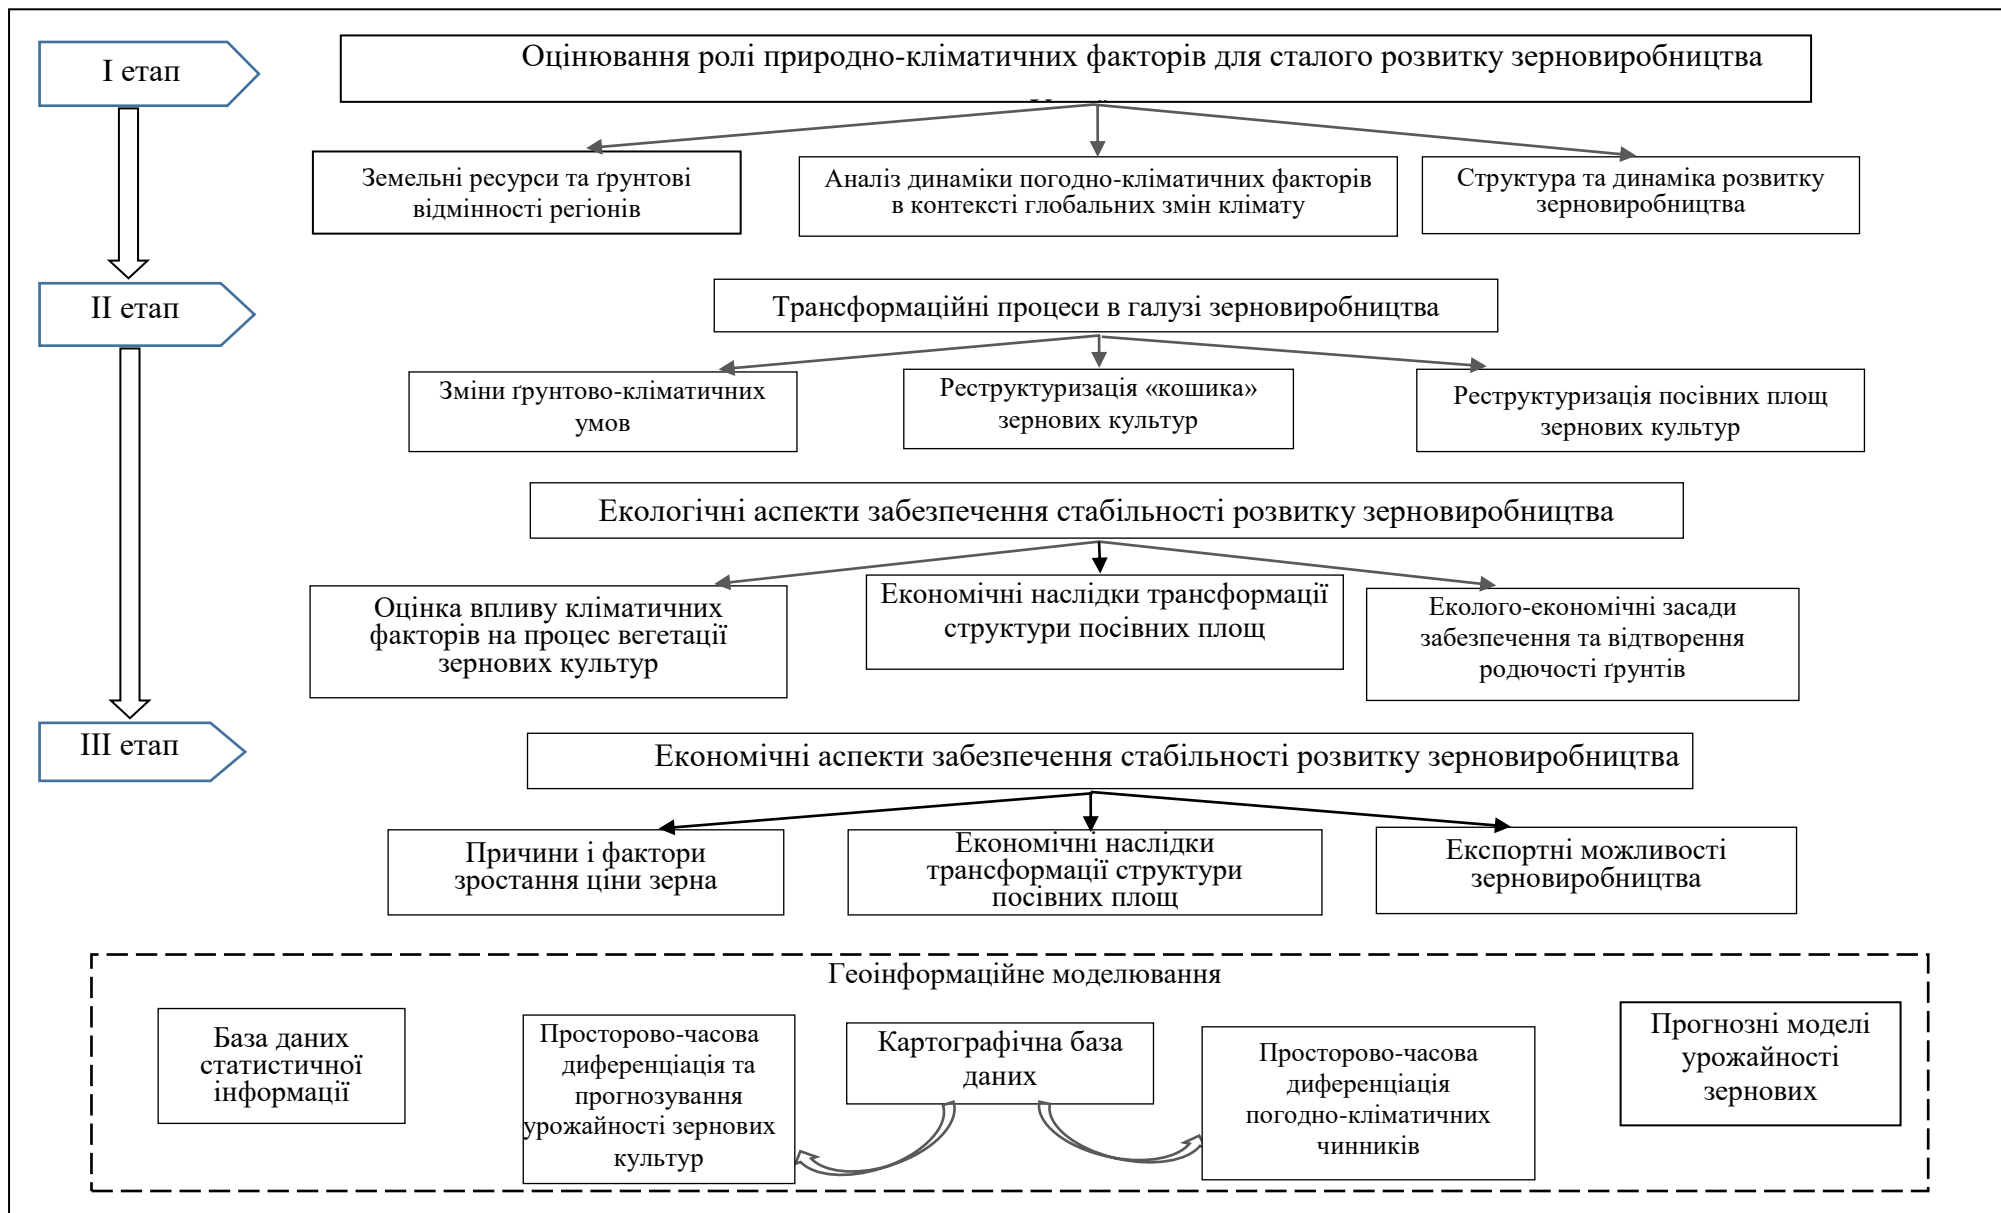 I етап
Оцінювання ролі природно-кліматичних факторів для сталого розвитку зерновиробництва
Земельні ресурси та ґрунтові
відмінності регіонів
Аналіз динаміки погодно-кліматичних факторів
в контексті глобальних змін клімату
Структура та динаміка розвитку
зерновиробництва
II етап
Трансформаційні процеси в галузі зерновиробництва
Зміни ґрунтово-кліматичних
умов
Реструктуризація «кошика»
зернових культур
Реструктуризація посівних площ
зернових культур
Екологічні аспекти забезпечення стабільності розвитку зерновиробництва
Оцінка впливу кліматичних
факторів на процес вегетації
зернових культур
Економічні наслідки трансформації
структури посівних площ
Еколого-економічні засади
забезпечення та відтворення
родючості ґрунтів
III етап
Економічні аспекти забезпечення стабільності розвитку зерновиробництва
Причини і фактори
зростання ціни зерна
Економічні наслідки
трансформації структури
посівних площ
Експортні можливості
зерновиробництва
Геоінформаційне моделювання
База даних
статистичної
інформації
Просторово-часова
диференціація та
прогнозування
урожайності зернових
культур
Картографічна база
даних
Просторово-часова
диференціація
погодно-кліматичних
чинників
Прогнозні моделі
урожайності
зернових